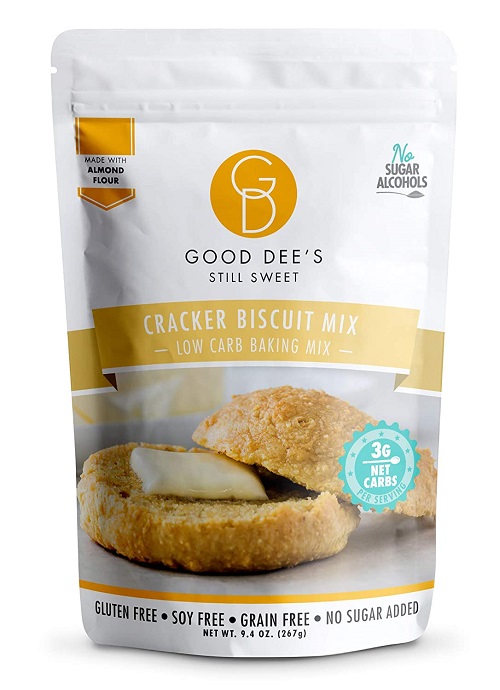 MADE WITH
ALMOND
FLOUR
No
SUGAR
ALCOHOLS
GD
GOOD DEE'S
STILL SWEET
CRACKER BISCUIT MIX
— LOW CARB BAKING MIX —
3G
NET
CARBS
PER SERVING
GLUTEN FREE • SOY FREE • GRAIN FREE • NO SUGAR ADDED
NET WT. 9.4 OZ. (267g)